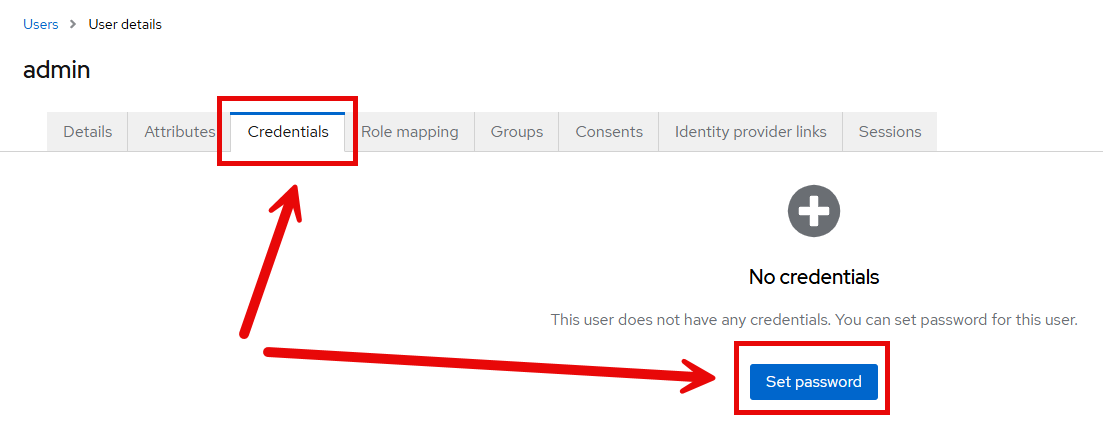 Users > User details
admin
Details Attributes Credentials Role mapping Groups Consents Identity provider links Sessions
No credentials
This user does not have any credentials. You can set password for this user.
Set password